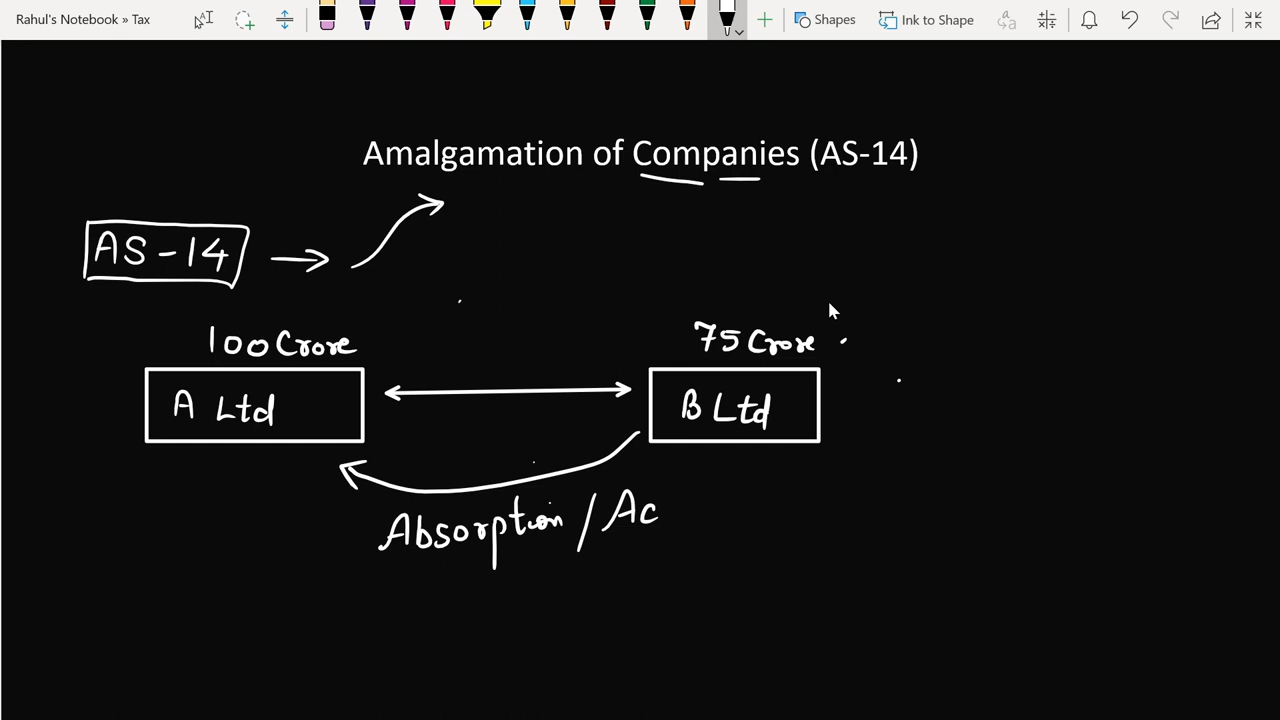 Rahul's Notebook » Tax
Shapes
Ink to Shape
Amalgamation of Companies (AS-14)
AS-14
100 Crore
75 Crore
A Ltd
B Ltd
Absorption / Ac